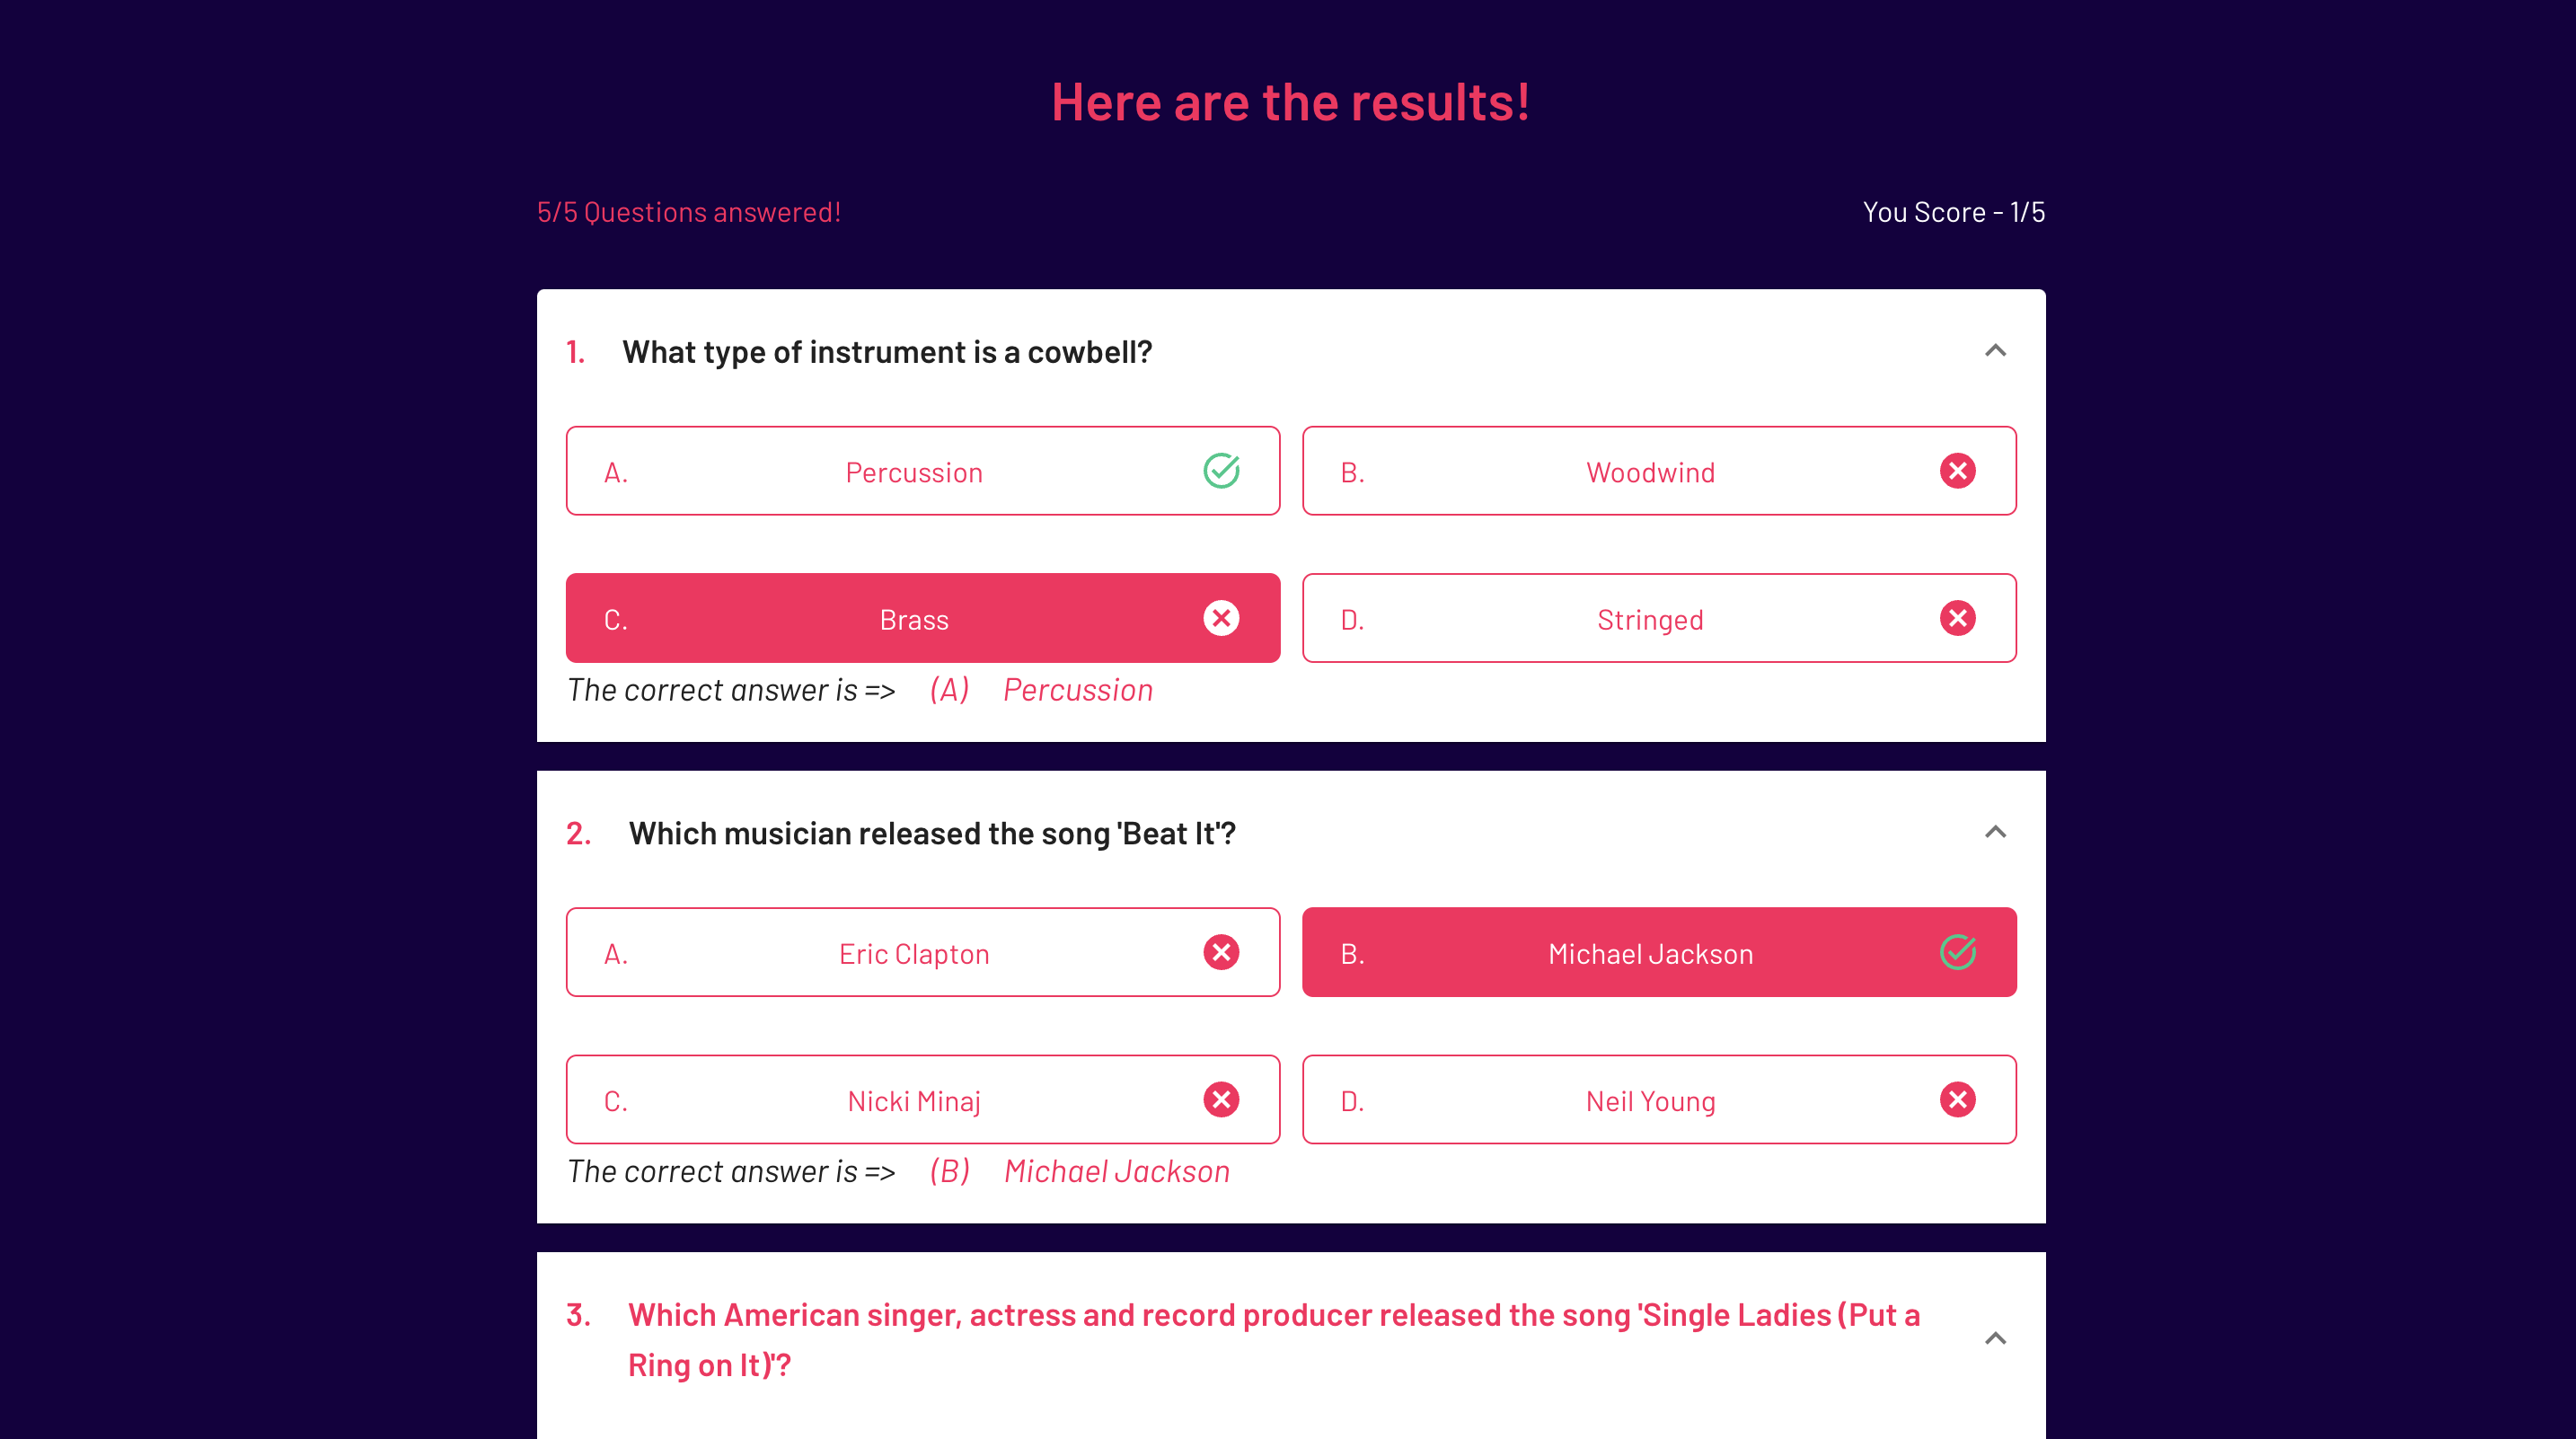 Here are the results!
5/5 Questions answered!
You Score - 1/5
1. What type of instrument is a cowbell?
A. Percussion
B. Woodwind
C. Brass
D. Stringed
The correct answer is => (A) Percussion
2. Which musician released the song 'Beat It'?
A. Eric Clapton
B. Michael Jackson
C. Nicki Minaj
D. Neil Young
The correct answer is => (B) Michael Jackson
3. Which American singer, actress and record producer released the song 'Single Ladies (Put a
Ring on It)'?